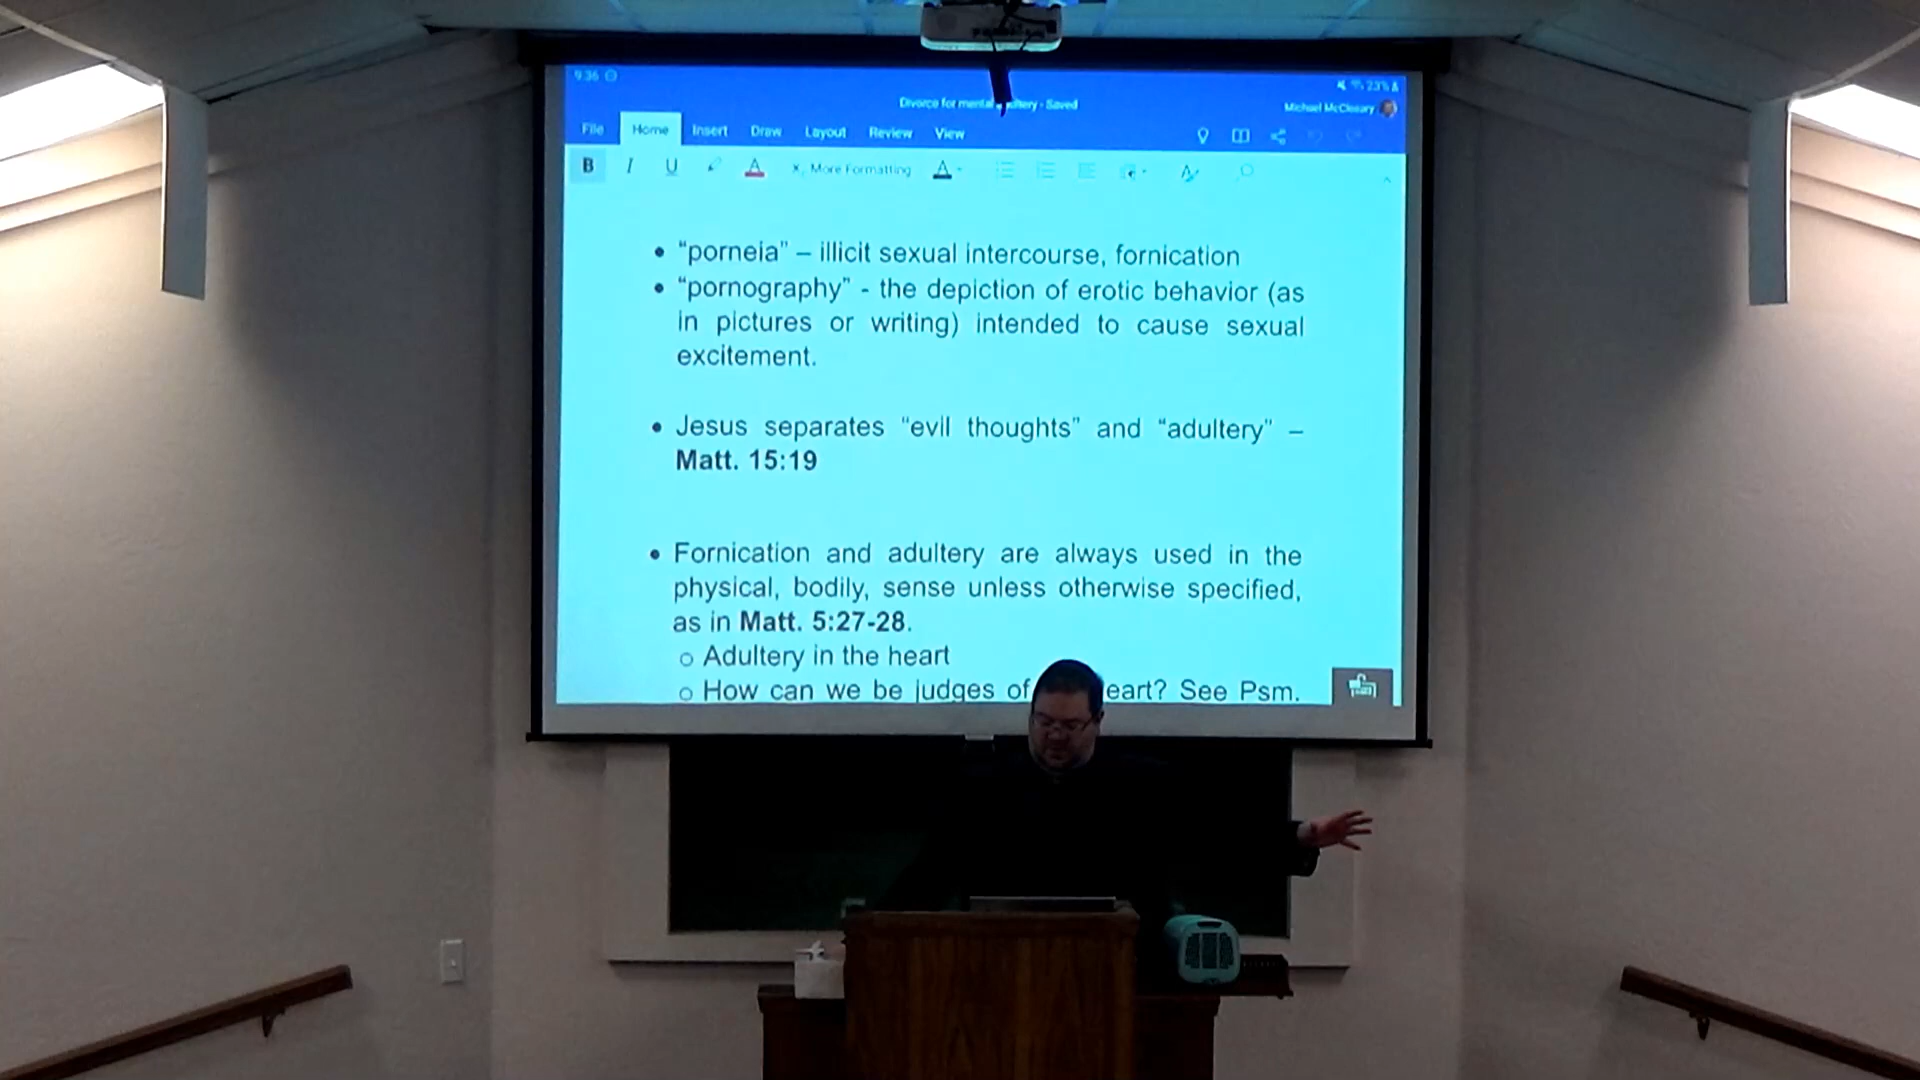 9:36
23%
Divorce for mental - Saved
Michael McCleary
File Home Insert Draw Layout Review View
B I U A More Formatting A
• “porneia” – illicit sexual intercourse, fornication
• “pornography” - the depiction of erotic behavior (as
in pictures or writing) intended to cause sexual
excitement.
• Jesus separates “evil thoughts” and “adultery” –
Matt. 15:19
• Fornication and adultery are always used in the
physical, bodily, sense unless otherwise specified,
as in Matt. 5:27-28.
o Adultery in the heart
o How can we be judges of eart? See Psm.